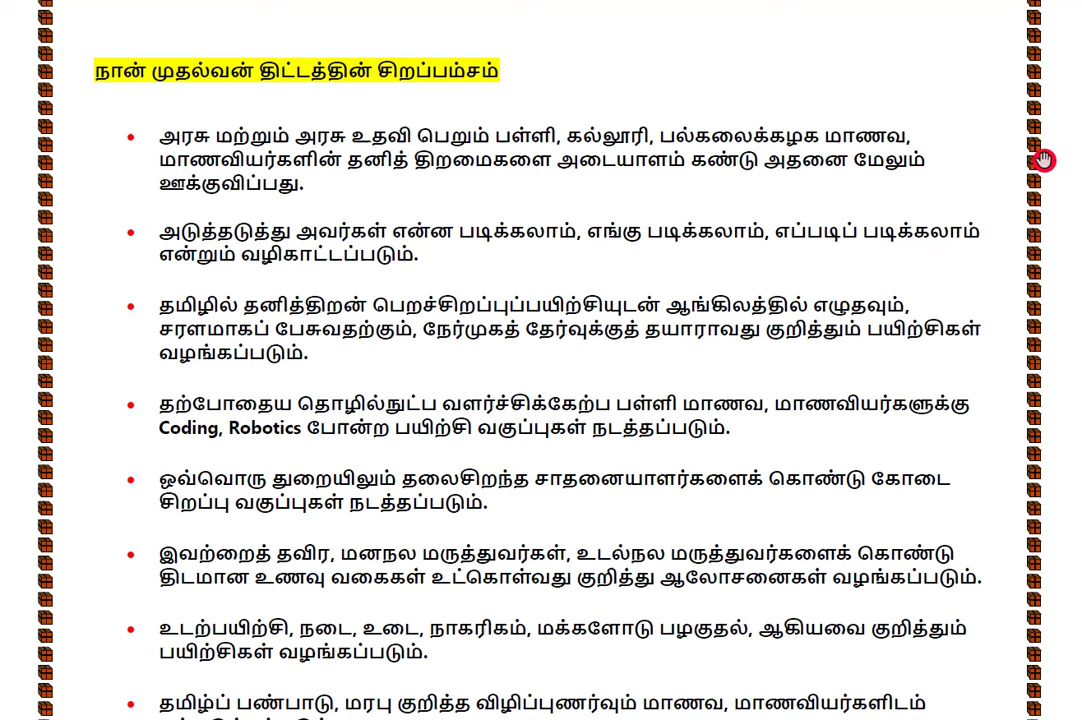 நான் முதல்வன் திட்டத்தின் சிறப்பம்சம்
அரசு மற்றும் அரசு உதவி பெறும் பள்ளி, கல்லூரி, பல்கலைக்கழக மாணவ,
மாணவியர்களின் தனித் திறமைகளை அடையாளம் கண்டு அதனை மேலும்
ஊக்குவிப்பது.
அடுத்தடுத்து அவர்கள் என்ன படிக்கலாம், எங்கு படிக்கலாம், எப்படிப் படிக்கலாம்
என்றும் வழிகாட்டப்படும்.
தமிழில் தனித்திறன் பெறச்சிறப்புப்பயிற்சியுடன் ஆங்கிலத்தில் எழுதவும்,
சரளமாகப் பேசுவதற்கும், நேர்முகத் தேர்வுக்குத் தயாராவது குறித்தும் பயிற்சிகள்
வழங்கப்படும்.
தற்போதைய தொழில்நுட்ப வளர்ச்சிக்கேற்ப பள்ளி மாணவ, மாணவியர்களுக்கு
Coding, Robotics போன்ற பயிற்சி வகுப்புகள் நடத்தப்படும்.
ஒவ்வொரு துறையிலும் தலைசிறந்த சாதனையாளர்களைக் கொண்டு கோடை
சிறப்பு வகுப்புகள் நடத்தப்படும்.
இவற்றைத் தவிர, மனநல மருத்துவர்கள், உடல்நல மருத்துவர்களைக் கொண்டு
திடமான உணவு வகைகள் உட்கொள்வது குறித்து ஆலோசனைகள் வழங்கப்படும்.
உடற்பயிற்சி, நடை, உடை, நாகரிகம், மக்களோடு பழகுதல், ஆகியவை குறித்தும்
பயிற்சிகள் வழங்கப்படும்.
தமிழ்ப் பண்பாடு, மரபு குறித்த விழிப்புணர்வும் மாணவ, மாணவியர்களிடம்